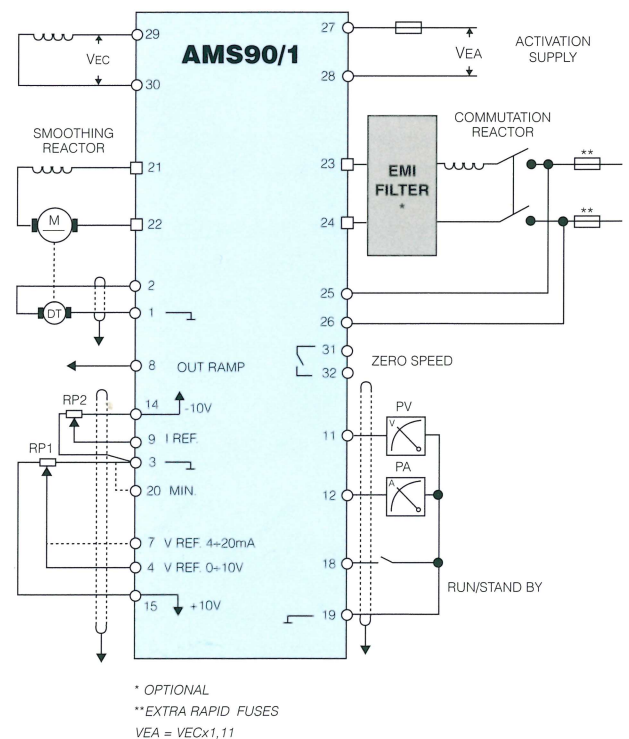 AMS90/1
29
VEC
30
27
VEA
28
ACTIVATION
SUPPLY
SMOOTHING
REACTOR
21
M
22
COMMUTATION
REACTOR
23
EMI
FILTER
*
24
**
**
2
DT
1
25
26
8 OUT RAMP
31
32
ZERO SPEED
RP2
14
-10V
9 I REF.
RP1
3
20 MIN.
7 V REF. 4÷20mA
4 V REF. 0÷10V
15
+10V
11
PV
V
PA
12
A
18
RUN/STAND BY
19
* OPTIONAL
**EXTRA RAPID FUSES
VEA = VECx1,11